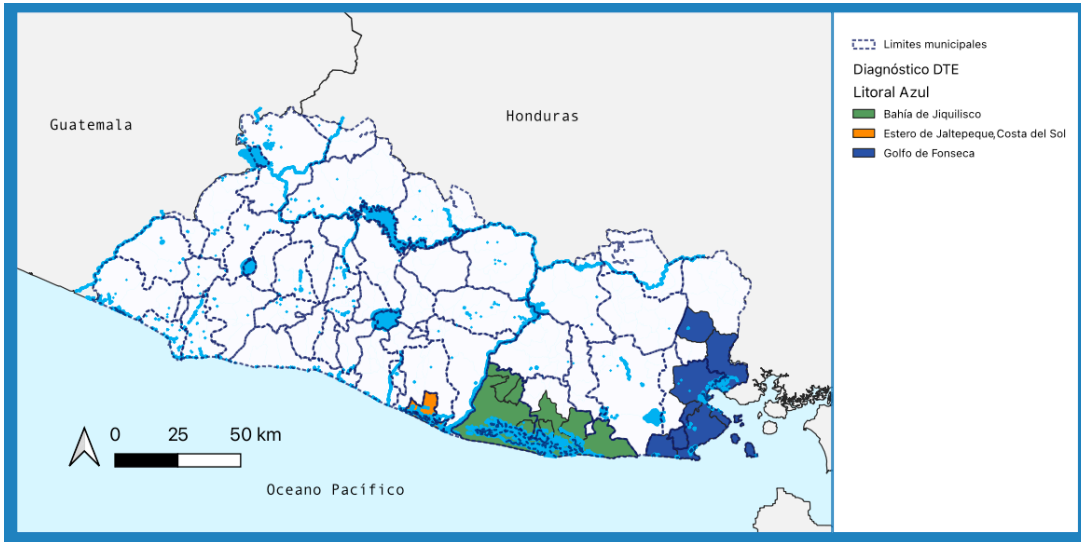 Guatemala
Honduras
0 25 50 km
Oceano Pacífico
Limites municipales
Diagnóstico DTE
Litoral Azul
Bahía de Jiquilisco
Estero de Jaltepeque,Costa del Sol
Golfo de Fonseca